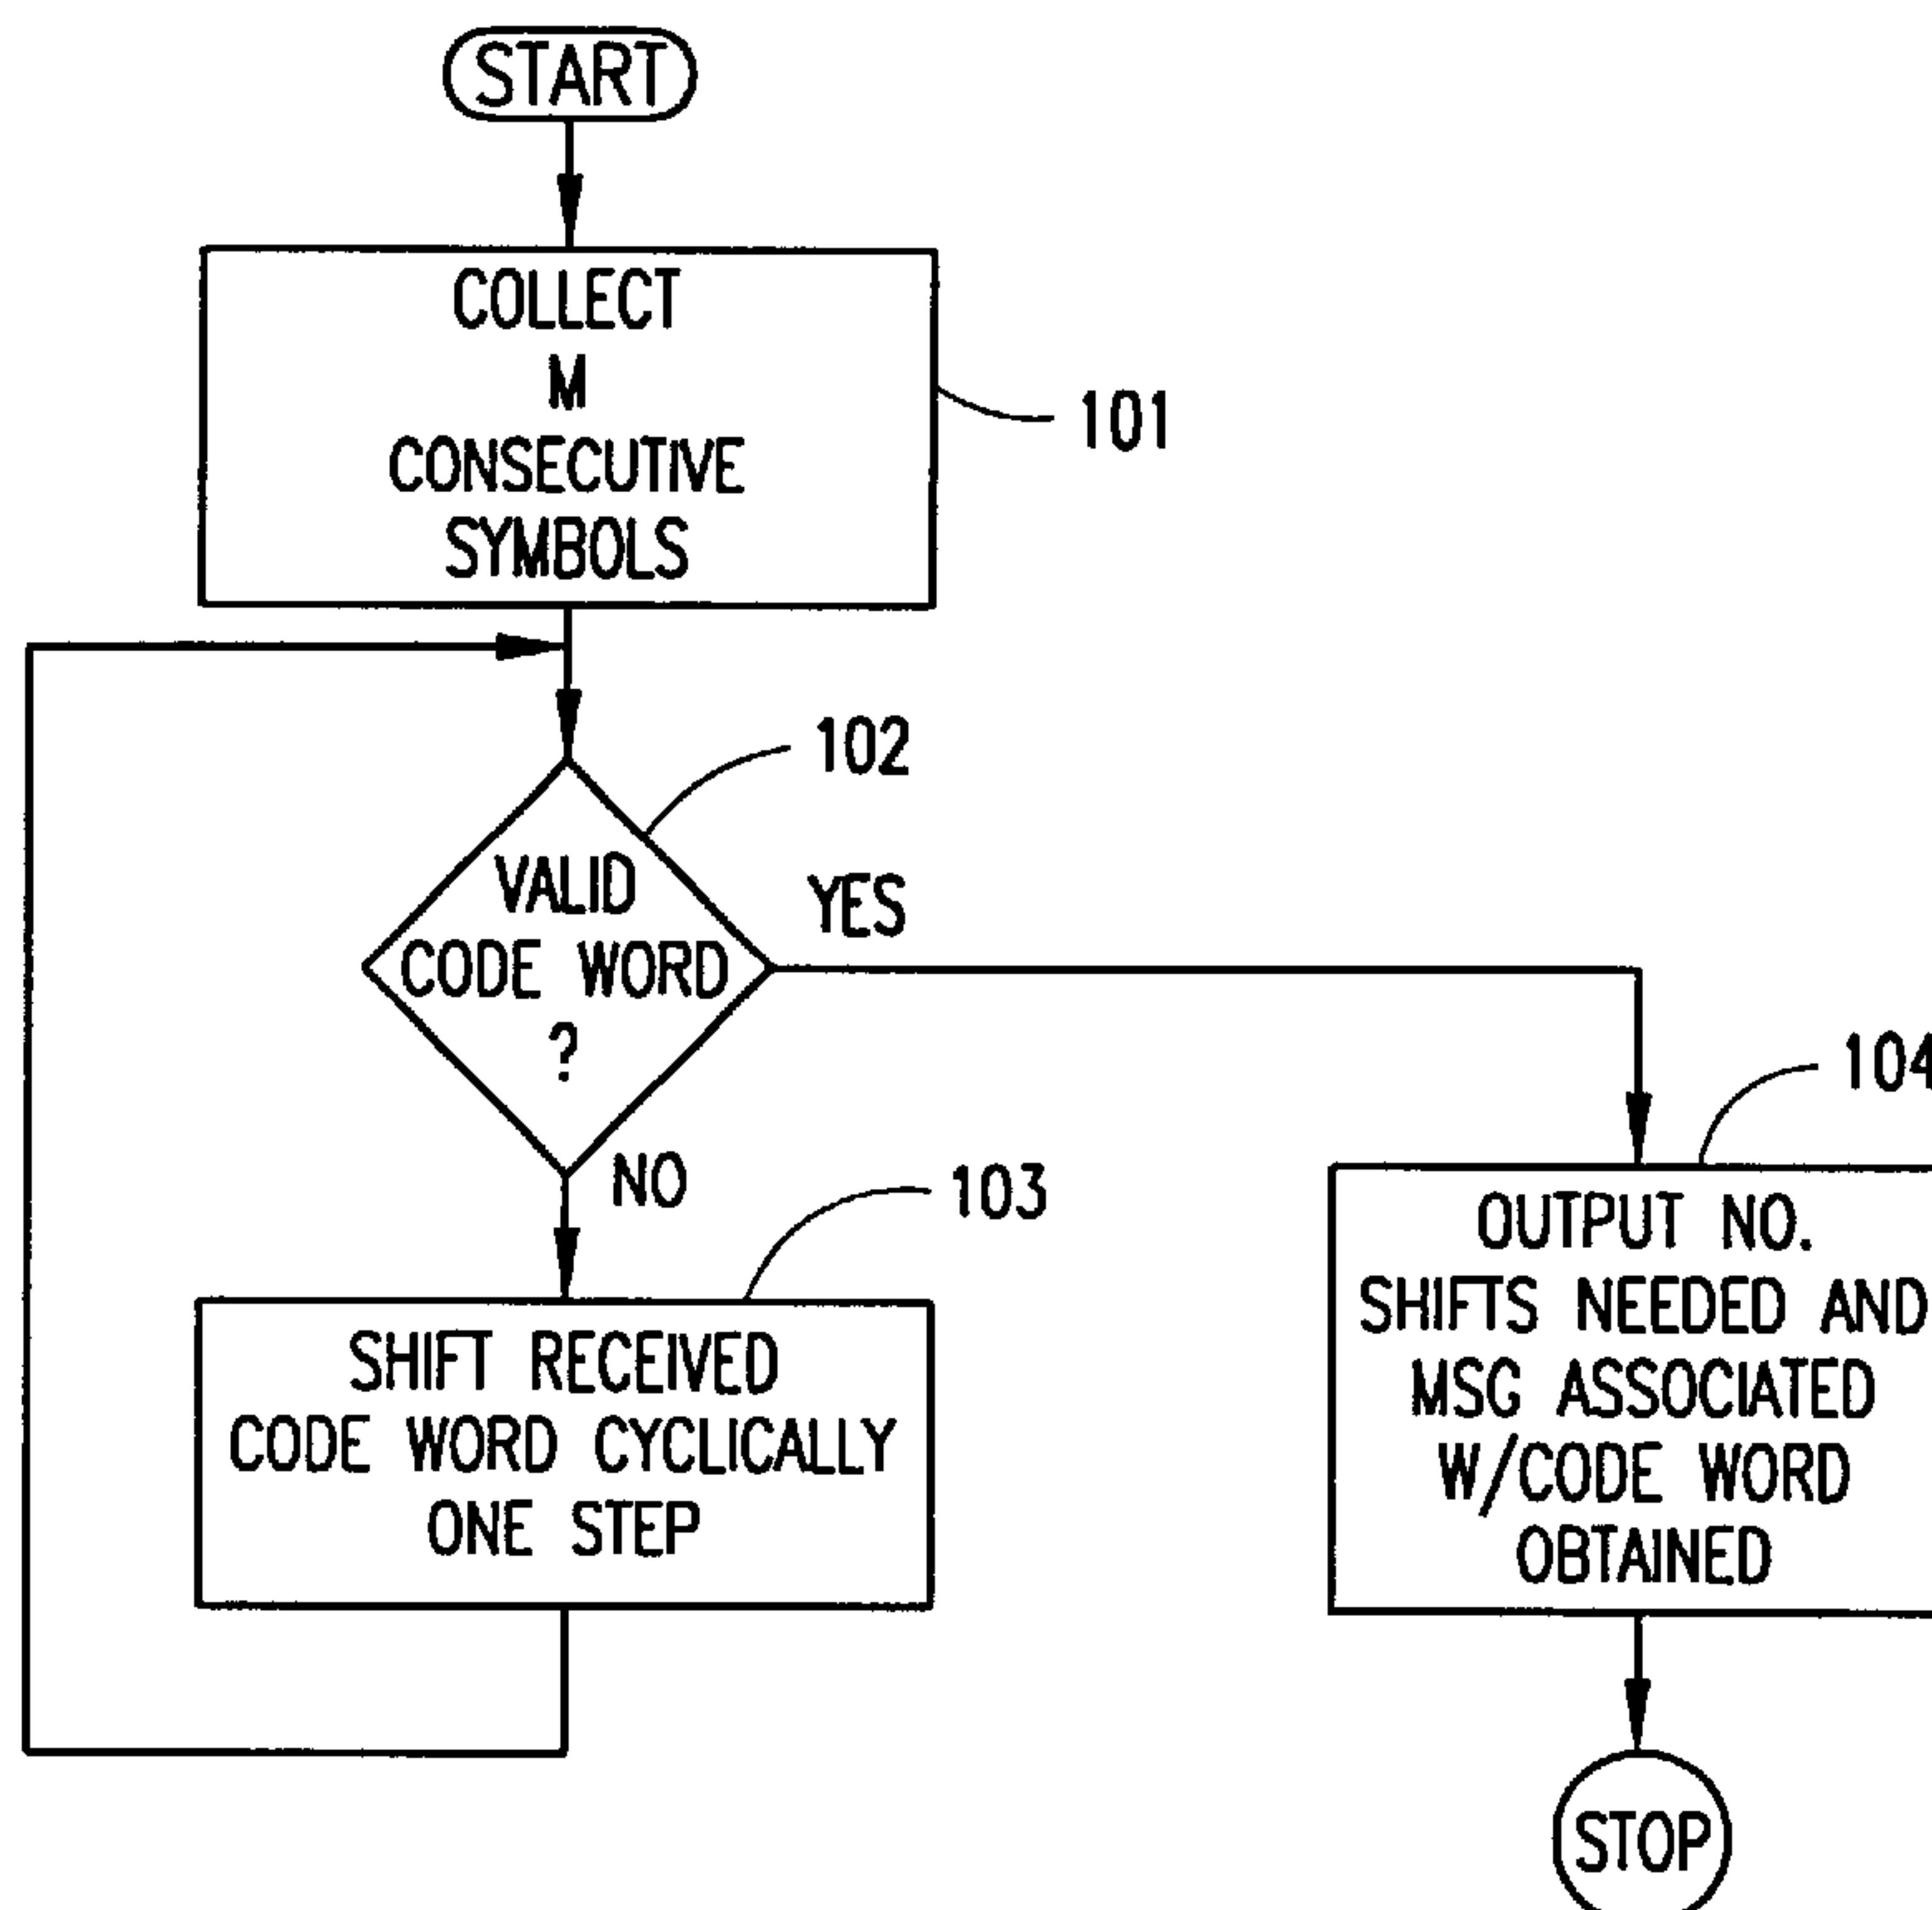 START
COLLECT
M
CONSECUTIVE
SYMBOLS
101
102
VALID
CODE WORD
?
YES
NO
103
SHIFT RECEIVED
CODE WORD CYCLICALLY
ONE STEP
104
OUTPUT NO.
SHIFTS NEEDED AND
MSG ASSOCIATED
W/CODE WORD
OBTAINED
STOP